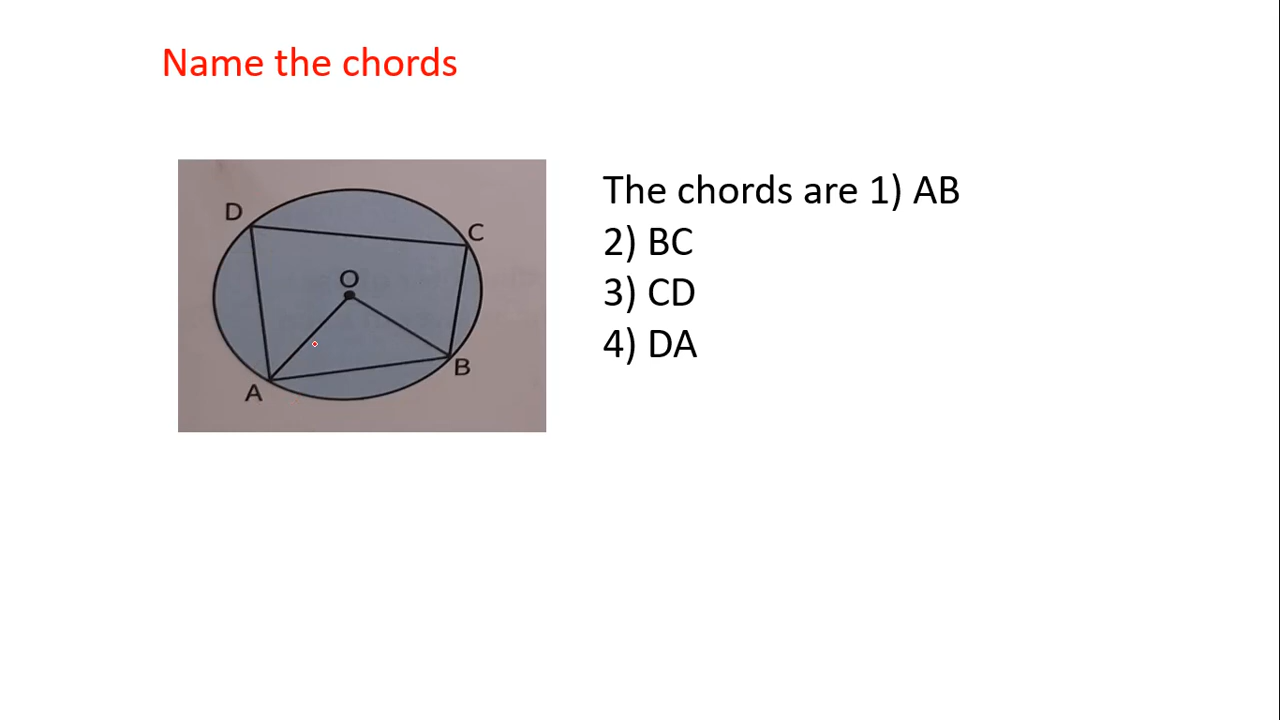 Name the chords
The chords are 1) AB
2) BC
3) CD
4) DA
D
C
O
B
A